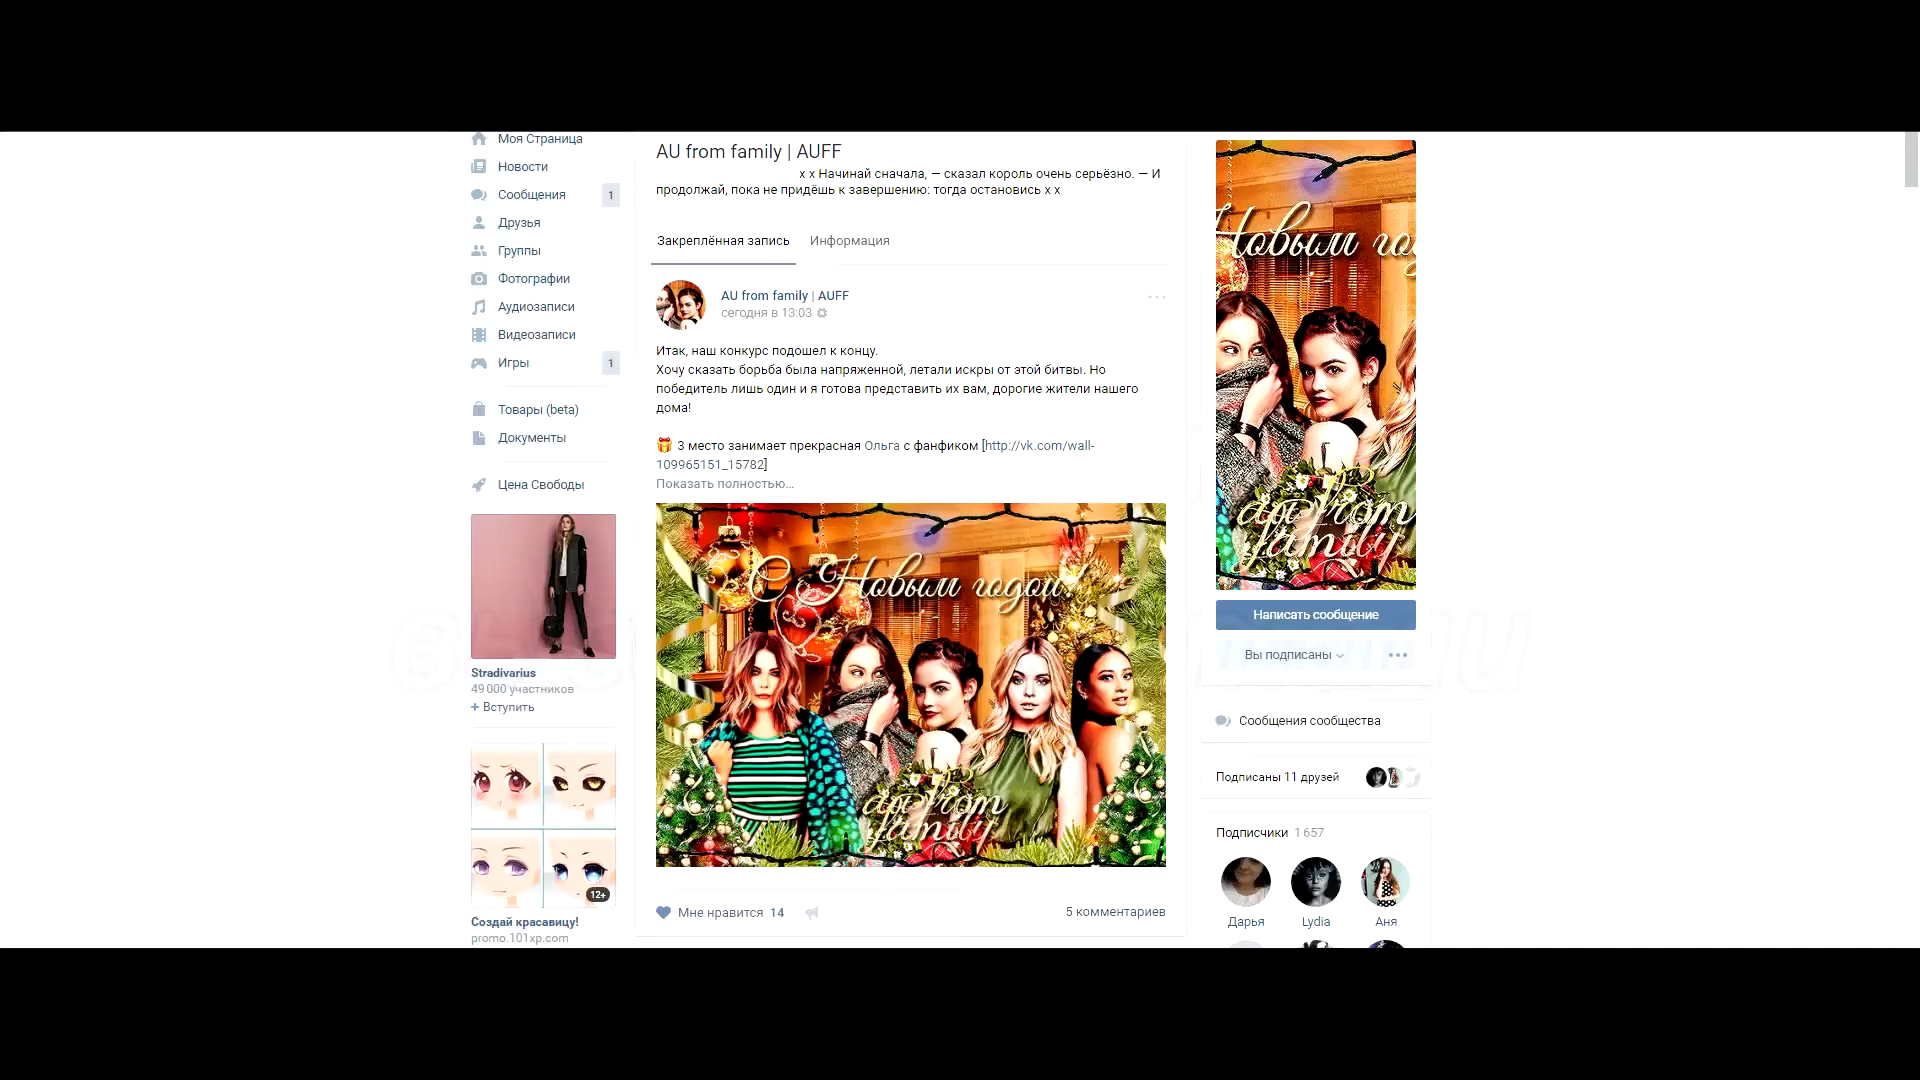 Моя Страница
Новости
Сообщения 1
Друзья
Группы
Фотографии
Аудиозаписи
Видеозаписи
Игры 1
Товары (beta)
Документы
Цена Свободы
Stradivarius
49 000 участников
+ Вступить
12+
Создай красавицу!
promo.101xp.com
AU from family | AUFF
x x Начинай сначала, — сказал король очень серьёзно. — И
продолжай, пока не придёшь к завершению: тогда остановись x x
Закреплённая запись Информация
AU from family | AUFF
сегодня в 13:03
Итак, наш конкурс подошел к концу.
Хочу сказать борьба была напряженной, летали искры от этой битвы. Но
победитель лишь один и я готова представить их вам, дорогие жители нашего
дома!
3 место занимает прекрасная Ольга с фанфиком [http://vk.com/wall-
109965151_15782]
Показать полностью...
С Новым годом!
au from
family
Мне нравится 14
5 комментариев
Новым го
au from
family
Написать сообщение
Вы подписаны
Сообщения сообщества
Подписаны 11 друзей
Подписчики 1 657
Дарья Lydia Аня